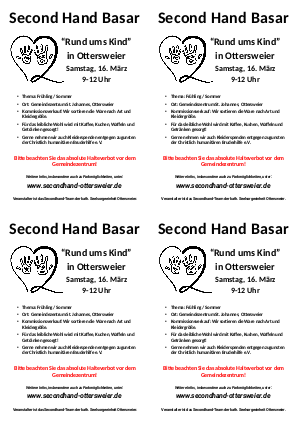 Second Hand Basar
"Rund ums Kind"
in Ottersweier
Samstag, 16. März
9-12 Uhr
• Thema: Frühling / Sommer
• Ort: Gemeindezentrum St. Johannes, Ottersweier
• Kommissionsverkauf: Wir sortieren die Ware nach Art und
Kleidergröße.
• Für das leibliche Wohl wird mit Kaffee, Kuchen, Waffeln und
Getränken gesorgt!
• Gerne nehmen wir auch Kleiderspenden entgegen zugunsten
der Christlich humanitären Bruderhilfe e. V.
Bitte beachten Sie das absolute Halteverbot vor dem
Gemeindezentrum!
Weitere Infos, insbesondere auch zu Parkmöglichkeiten, unter:
www.secondhand-ottersweier.de
Veranstalter ist das Secondhand-Team der kath. Seelsorgeeinheit Ottersweier.
Second Hand Basar
"Rund ums Kind"
in Ottersweier
Samstag, 16. März
9-12 Uhr
• Thema: Frühling / Sommer
• Ort: Gemeindezentrum St. Johannes, Ottersweier
• Kommissionsverkauf: Wir sortieren die Ware nach Art und
Kleidergröße.
• Für das leibliche Wohl wird mit Kaffee, Kuchen, Waffeln und
Getränken gesorgt!
• Gerne nehmen wir auch Kleiderspenden entgegen zugunsten
der Christlich humanitären Bruderhilfe e. V.
Bitte beachten Sie das absolute Halteverbot vor dem
Gemeindezentrum!
Weitere Infos, insbesondere auch zu Parkmöglichkeiten, unter:
www.secondhand-ottersweier.de
Veranstalter ist das Secondhand-Team der kath. Seelsorgeeinheit Ottersweier.
Second Hand Basar
"Rund ums Kind"
in Ottersweier
Samstag, 16. März
9-12 Uhr
• Thema: Frühling / Sommer
• Ort: Gemeindezentrum St. Johannes, Ottersweier
• Kommissionsverkauf: Wir sortieren die Ware nach Art und
Kleidergröße.
• Für das leibliche Wohl wird mit Kaffee, Kuchen, Waffeln und
Getränken gesorgt!
• Gerne nehmen wir auch Kleiderspenden entgegen zugunsten
der Christlich humanitären Bruderhilfe e. V.
Bitte beachten Sie das absolute Halteverbot vor dem
Gemeindezentrum!
Weitere Infos, insbesondere auch zu Parkmöglichkeiten, unter:
www.secondhand-ottersweier.de
Veranstalter ist das Secondhand-Team der kath. Seelsorgeeinheit Ottersweier.
Second Hand Basar
"Rund ums Kind"
in Ottersweier
Samstag, 16. März
9-12 Uhr
• Thema: Frühling / Sommer
• Ort: Gemeindezentrum St. Johannes, Ottersweier
• Kommissionsverkauf: Wir sortieren die Ware nach Art und
Kleidergröße.
• Für das leibliche Wohl wird mit Kaffee, Kuchen, Waffeln und
Getränken gesorgt!
• Gerne nehmen wir auch Kleiderspenden entgegen zugunsten
der Christlich humanitären Bruderhilfe e. V.
Bitte beachten Sie das absolute Halteverbot vor dem
Gemeindezentrum!
Weitere Infos, insbesondere auch zu Parkmöglichkeiten, unter:
www.secondhand-ottersweier.de
Veranstalter ist das Secondhand-Team der kath. Seelsorgeeinheit Ottersweier.